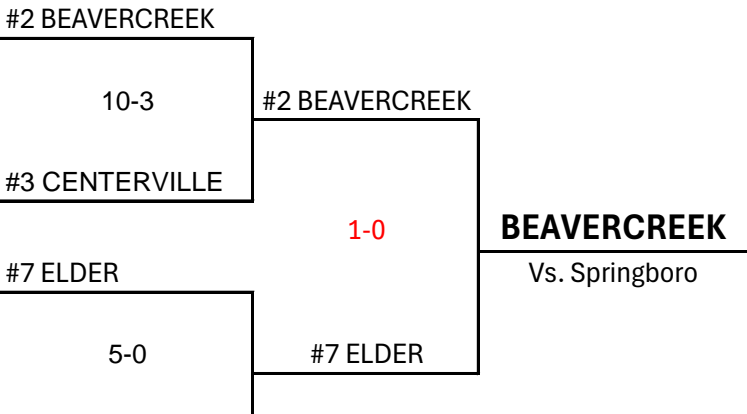 #2 BEAVERCREEK
10-3
#2 BEAVERCREEK
#3 CENTERVILLE
1-0
BEAVERCREEK
Vs. Springboro
#7 ELDER
5-0
#7 ELDER